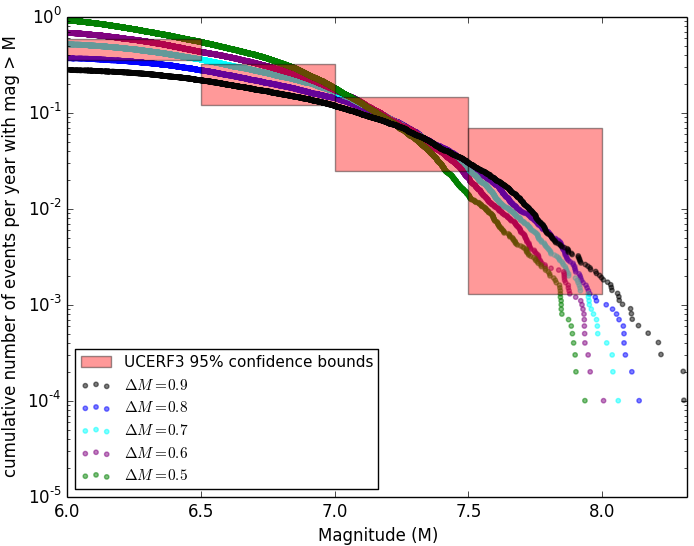 cumulative number of events per year with mag > M
10^0
10^-1
10^-2
10^-3
10^-4
10^-5
UCERF3 95% confidence bounds
ΔM=0.9
ΔM=0.8
ΔM=0.7
ΔM=0.6
ΔM=0.5
6.0 6.5 7.0 7.5 8.0
Magnitude (M)